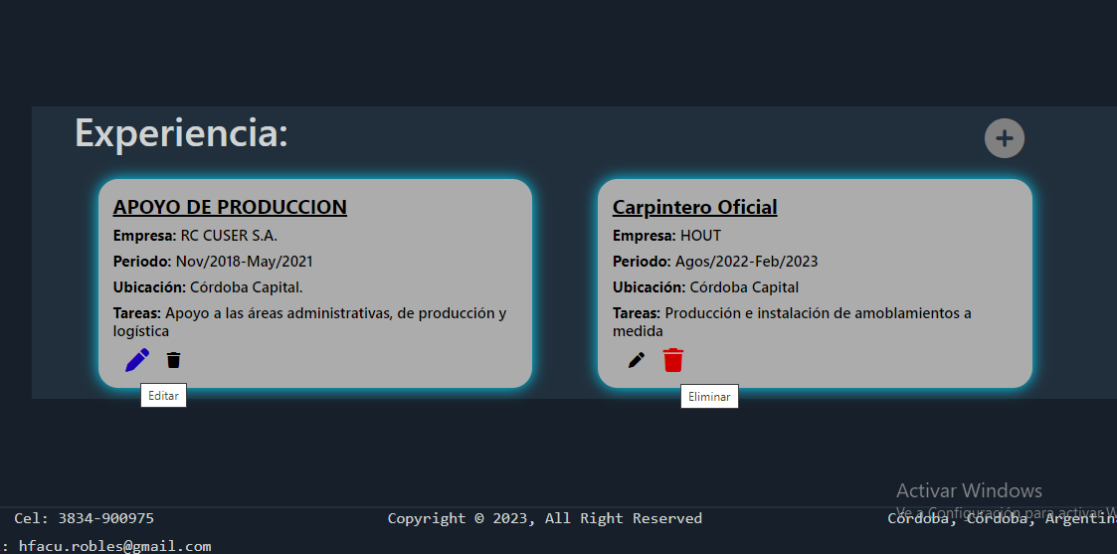 Experiencia:
APOYO DE PRODUCCION
Empresa: RC CUSER S.A.
Periodo: Nov/2018-May/2021
Ubicación: Córdoba Capital.
Tareas: Apoyo a las áreas administrativas, de producción y
logística
Editar
Carpintero Oficial
Empresa: HOUT
Periodo: Agos/2022-Feb/2023
Ubicación: Córdoba Capital
Tareas: Producción e instalación de amoblamientos a
medida
Eliminar
Activar Windows
Ve a Configuración para activar W
Cel: 3834-900975
Copyright © 2023, All Right Reserved
Córdoba, Córdoba, Argentin
: hfacu.robles@gmail.com